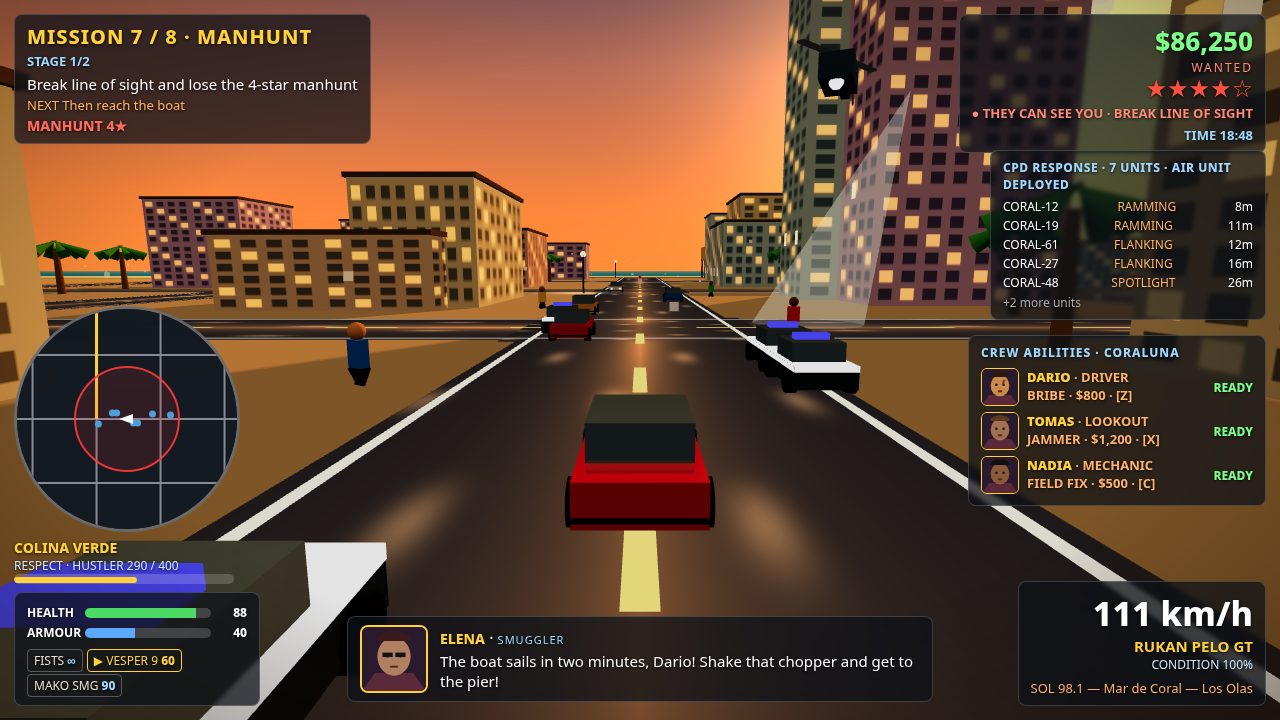 MISSION 7 / 8 · MANHUNT
STAGE 1/2
Break line of sight and lose the 4-star manhunt
NEXT Then reach the boat
MANHUNT 4★
$86,250
WANTED
★★★★☆
● THEY CAN SEE YOU · BREAK LINE OF SIGHT
TIME 18:48
CPD RESPONSE · 7 UNITS · AIR UNIT
DEPLOYED
CORAL-12 RAMMING 8m
CORAL-19 RAMMING 11m
CORAL-61 FLANKING 12m
CORAL-27 FLANKING 16m
CORAL-48 SPOTLIGHT 26m
+2 more units
CREW ABILITIES · CORALUNA
DARIO · DRIVER
BRIBE · $800 · [Z]
READY
TOMAS · LOOKOUT
JAMMER · $1,200 · [X]
READY
NADIA · MECHANIC
FIELD FIX · $500 · [C]
READY
COLINA VERDE
RESPECT · HUSTLER 290 / 400
HEALTH 88
ARMOUR 40
FISTS ∞ ▶ VESPER 9 60
MAKO SMG 90
ELENA · SMUGGLER
The boat sails in two minutes, Dario! Shake that chopper and get to
the pier!
111 km/h
RUKAN PELO GT
CONDITION 100%
SOL 98.1 — Mar de Coral — Los Olas